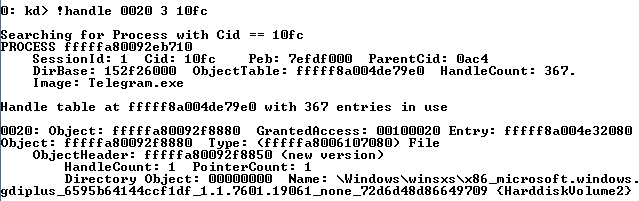 0: kd> !handle 0020 3 10fc
Searching for Process with Cid == 10fc
PROCESS fffffa80092eb710
SessionId: 1 Cid: 10fc Peb: 7efdf000 ParentCid: 0ac4
DirBase: 152f26000 ObjectTable: fffff8a004de79e0 HandleCount: 367.
Image: Telegram.exe
Handle table at fffff8a004de79e0 with 367 entries in use
0020: Object: fffffa80092f8880 GrantedAccess: 00100020 Entry: fffff8a004e32080
Object: fffffa80092f8880 Type: (fffffa8006107080) File
ObjectHeader: fffffa80092f8850 (new version)
HandleCount: 1 PointerCount: 1
Directory Object: 00000000 Name: \Windows\winsxs\x86_microsoft.windows.
gdiplus_6595b64144ccf1df_1.1.7601.19061_none_72d6d48d86649709 {HarddiskVolume2}